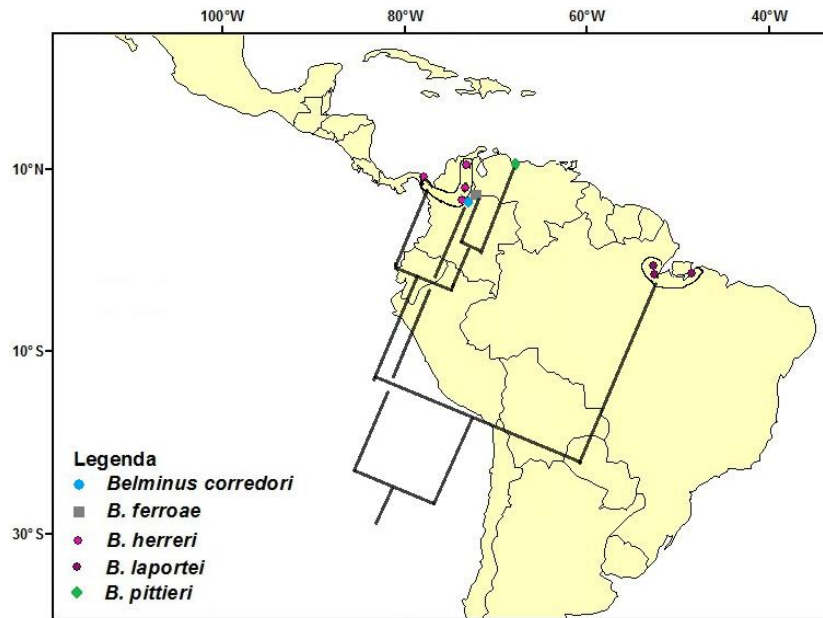 100°W 80°W 60°W 40°W
10°N
10°S
30°S
Legenda
Belminus corredori
B. ferroae
B. herreri
B. laportei
B. pittieri